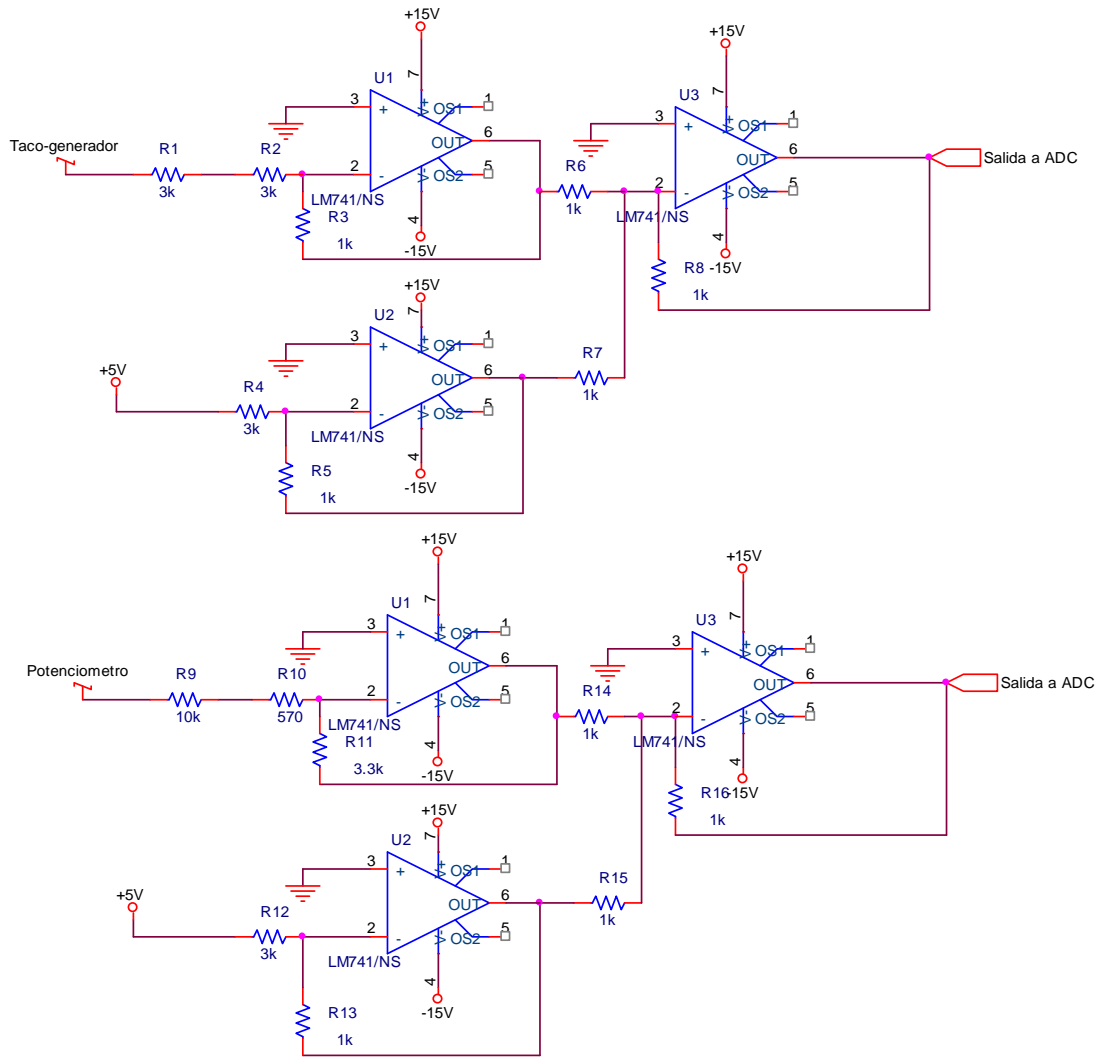 +15V
+15V
U1
7
U3
7
3
+
V+
OS1
1
3
+
V+
OS1
1
Taco-generador
R1
3k
R2
3k
OUT
6
OUT
6
Salida a ADC
2
-
V-
OS2
5
2
-
V-
OS2
5
LM741/NS
4
-15V
R3
1k
R6
1k
LM741/NS
4
-15V
R8
1k
+15V
U2
7
3
+
V+
OS1
1
+5V
R4
3k
OUT
6
R7
1k
2
-
V-
OS2
5
LM741/NS
4
-15V
R5
1k
+15V
+15V
U1
7
U3
7
3
+
V+
OS1
1
3
+
V+
OS1
1
Potenciometro
R9
10k
R10
570
OUT
6
OUT
6
Salida a ADC
2
-
V-
OS2
5
2
-
V-
OS2
5
LM741/NS
4
-15V
R11
3.3k
R14
1k
LM741/NS
4
-15V
R16
1k
+15V
U2
7
3
+
V+
OS1
1
+5V
R12
3k
OUT
6
R15
1k
2
-
V-
OS2
5
LM741/NS
4
-15V
R13
1k